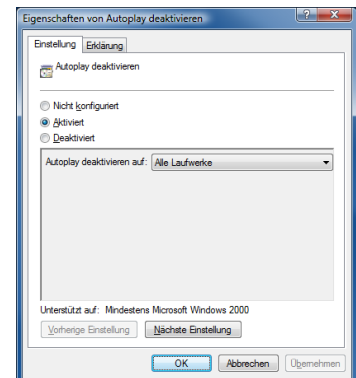 Eigenschaften von Autoplay deaktivieren
Einstellung Erklärung
Autoplay deaktivieren
Nicht konfiguriert
Aktiviert
Deaktiviert
Autoplay deaktivieren auf: Alle Laufwerke
Unterstützt auf: Mindestens Microsoft Windows 2000
Vorherige Einstellung Nächste Einstellung
OK Abbrechen Übernehmen